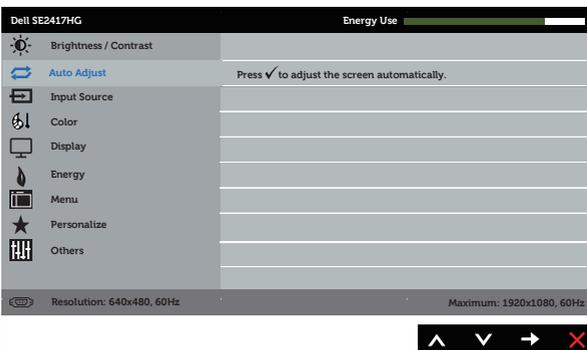 Dell SE2417HG Energy Use
Brightness / Contrast
Auto Adjust Press ✓ to adjust the screen automatically.
Input Source
Color
Display
Energy
Menu
Personalize
Others
Resolution: 640x480, 60Hz Maximum: 1920x1080, 60Hz